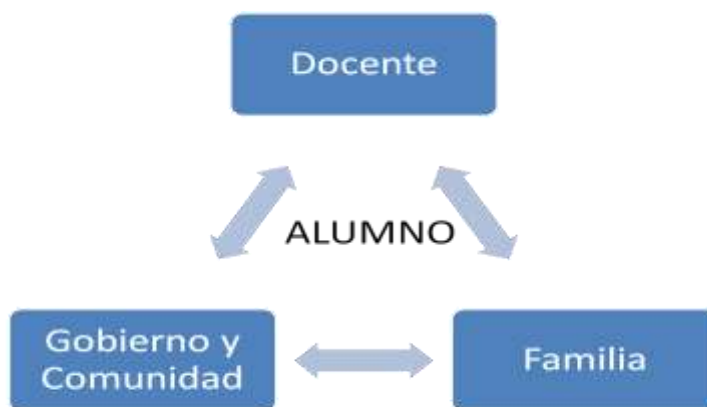 Docente
ALUMNO
Gobierno y
Comunidad
Familia